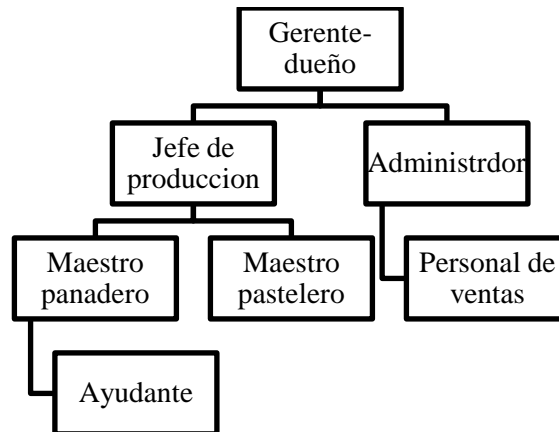 Gerente-
dueño
Jefe de
produccion
Administrdor
Maestro
panadero
Maestro
pastelero
Personal de
ventas
Ayudante